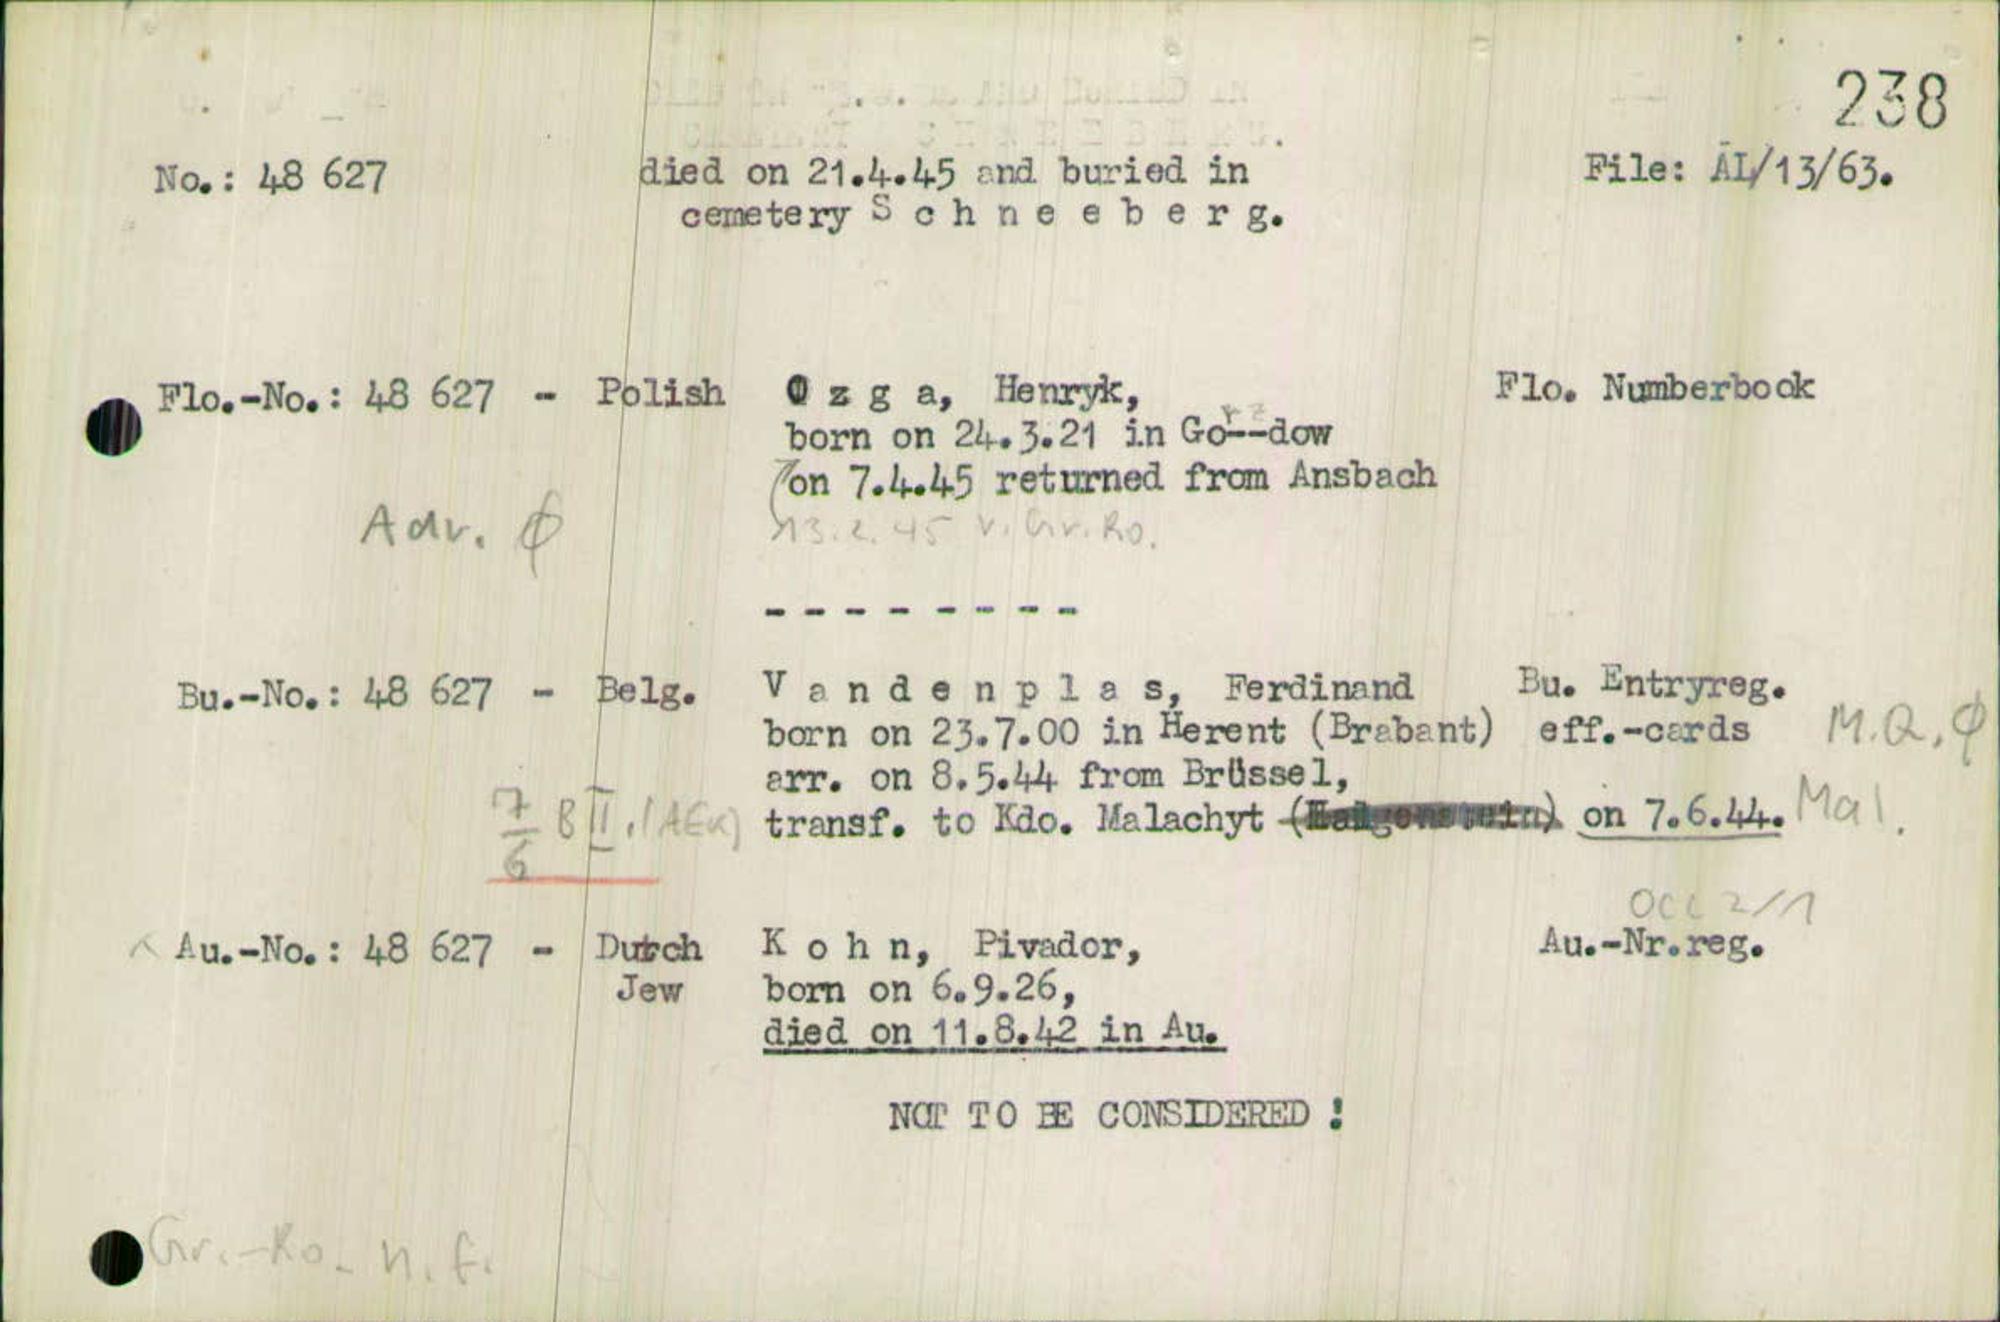 238
No.: 48 627 died on 21.4.45 and buried in File: AL/13/63.
cemetery S c h n e e b e r g.
Flo.-No.: 48 627 - Polish O z g a, Henryk, Flo. Numberbook
rz
born on 24.3.21 in Go--dow
on 7.4.45 returned from Ansbach
Adv. ϕ 13.2.45 v. Gr. Ro.
- - - - - - - -
Bu.-No.: 48 627 - Belg. V a n d e n p l a s, Ferdinand Bu. Entryreg.
born on 23.7.00 in Herent (Brabant) eff.-cards M.Q. ϕ
arr. on 8.5.44 from Brüssel,
7/6 B II. transf. to Kdo. Malachyt on 7.6.44. Mal.
OCC 2/1
Au.-No.: 48 627 - Dutch K o h n, Pivador, Au.-Nr.reg.
Jew born on 6.9.26,
died on 11.8.42 in Au.
NOT TO BE CONSIDERED !
Gr.-Ro. n. f.